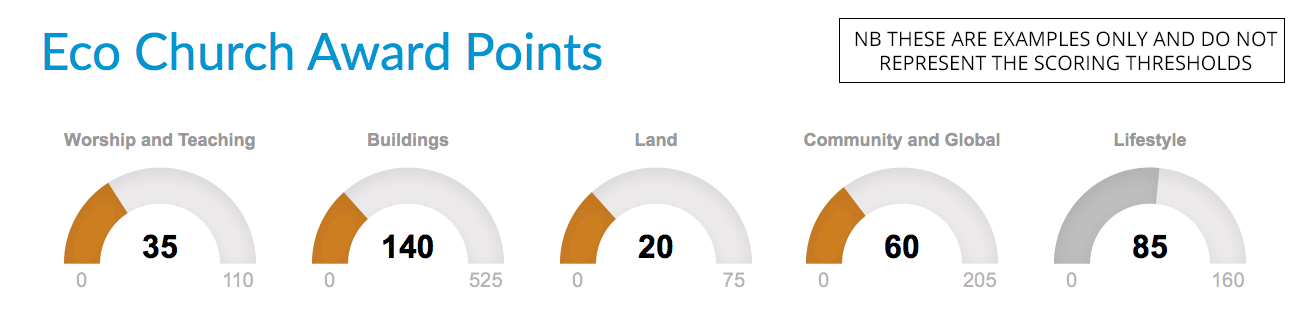 Eco Church Award Points
NB THESE ARE EXAMPLES ONLY AND DO NOT
REPRESENT THE SCORING THRESHOLDS
Worship and Teaching
35
0
110
Buildings
140
0
525
Land
20
0
75
Community and Global
60
0
205
Lifestyle
85
0
160